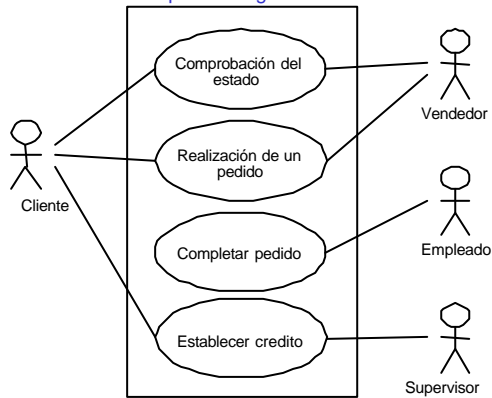 Comprobación del
estado
Vendedor
Realización de un
pedido
Cliente
Completar pedido
Empleado
Establecer credito
Supervisor